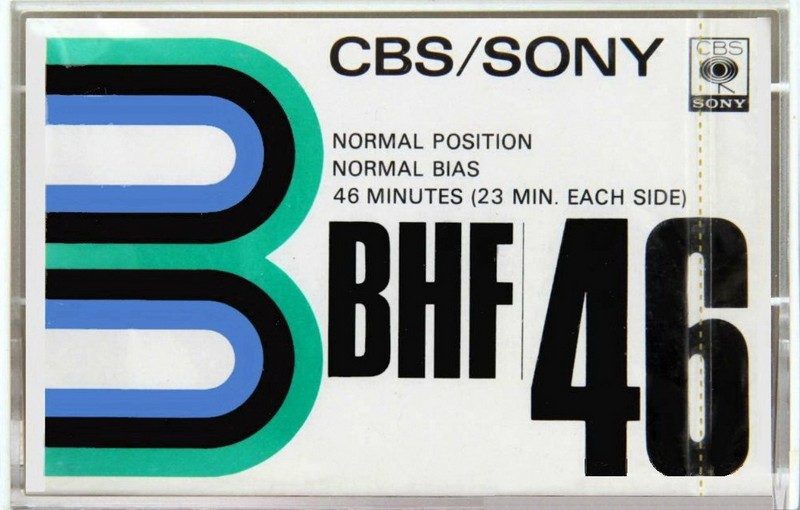 CBS/SONY
CBS
SONY
NORMAL POSITION
NORMAL BIAS
46 MINUTES (23 MIN. EACH SIDE)
BHF 46